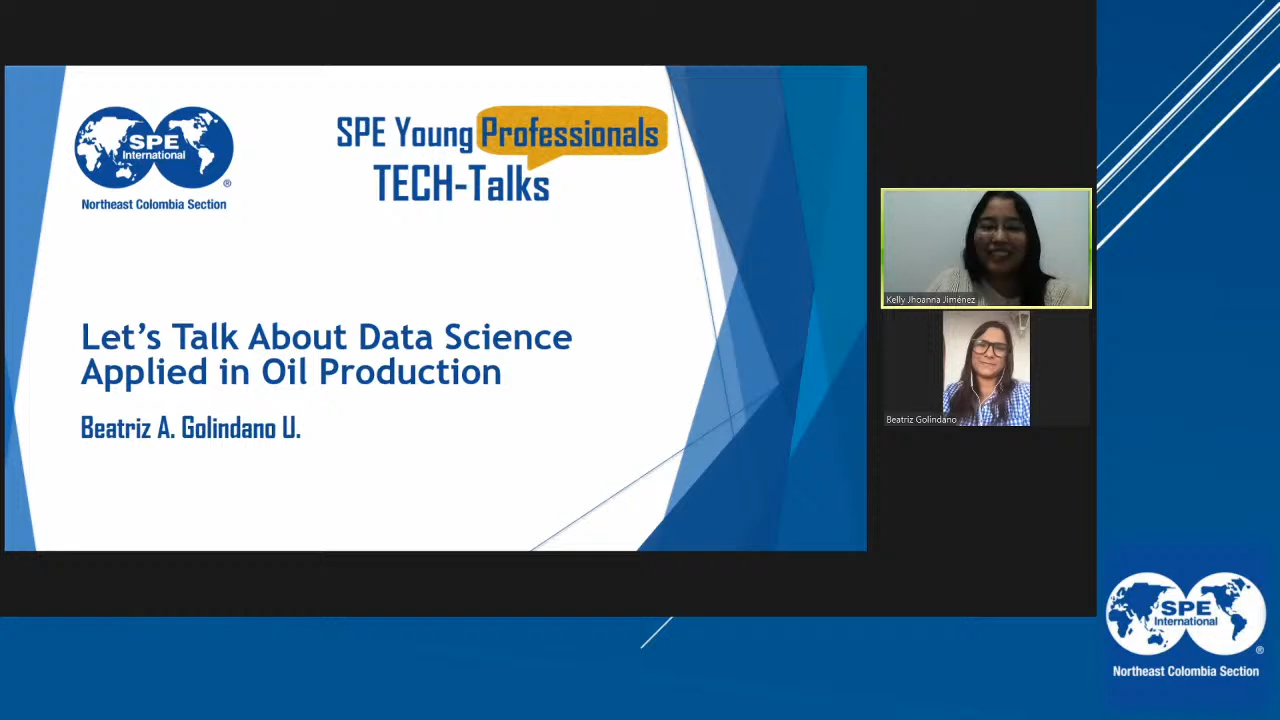 SPE
International
Northeast Colombia Section
SPE Young Professionals
TECH-Talks
Let’s Talk About Data Science
Applied in Oil Production
Beatriz A. Golindano U.
Kelly Jhoanna Jiménez
Beatriz Golindano
SPE
International
Northeast Colombia Section